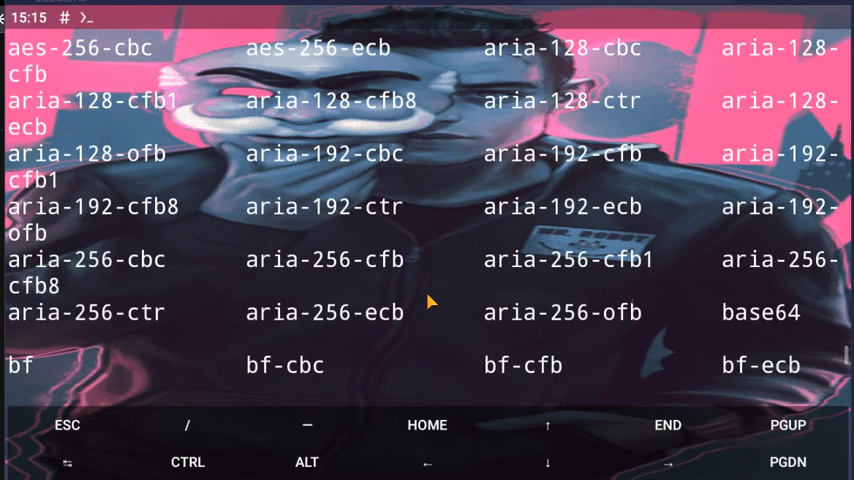 15:15 # >_
aes-256-cbc aes-256-ecb aria-128-cbc aria-128-
cfb
aria-128-cfb1 aria-128-cfb8 aria-128-ctr aria-128-
ecb
aria-128-ofb aria-192-cbc aria-192-cfb aria-192-
cfb1
aria-192-cfb8 aria-192-ctr aria-192-ecb aria-192-
ofb
aria-256-cbc aria-256-cfb aria-256-cfb1 aria-256-
cfb8
aria-256-ctr aria-256-ecb aria-256-ofb base64
bf bf-cbc bf-cfb bf-ecb
MR. ROBOT
ESC / — HOME ↑ END PGUP
↹ CTRL ALT ← ↓ → PGDN